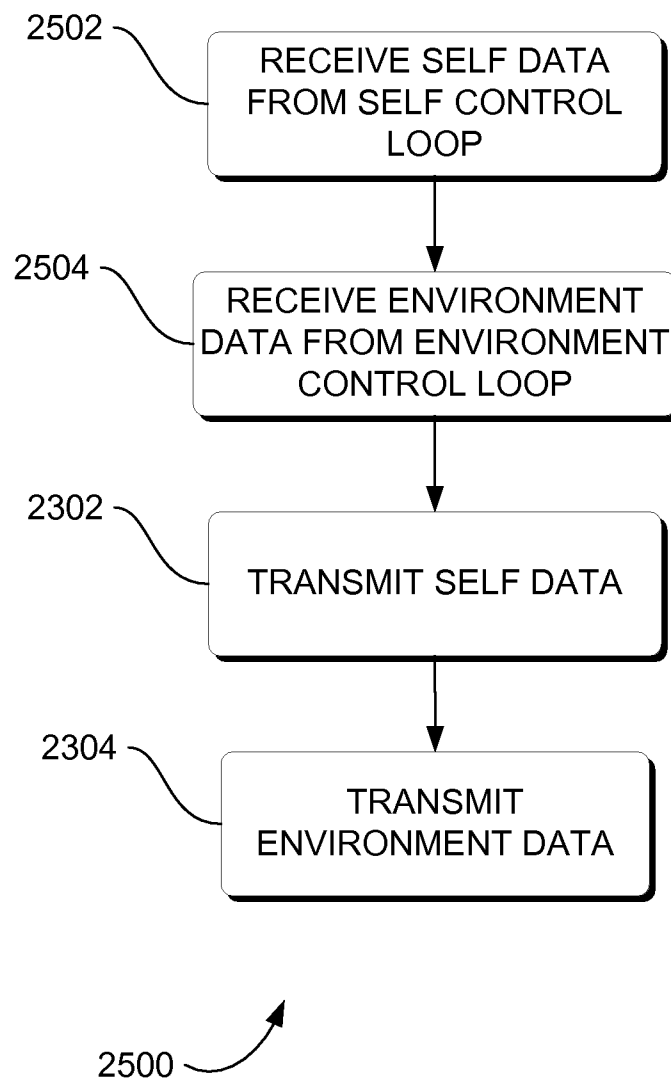 2502
RECEIVE SELF DATA
FROM SELF CONTROL
LOOP
2504
RECEIVE ENVIRONMENT
DATA FROM ENVIRONMENT
CONTROL LOOP
2302
TRANSMIT SELF DATA
2304
TRANSMIT
ENVIRONMENT DATA
2500